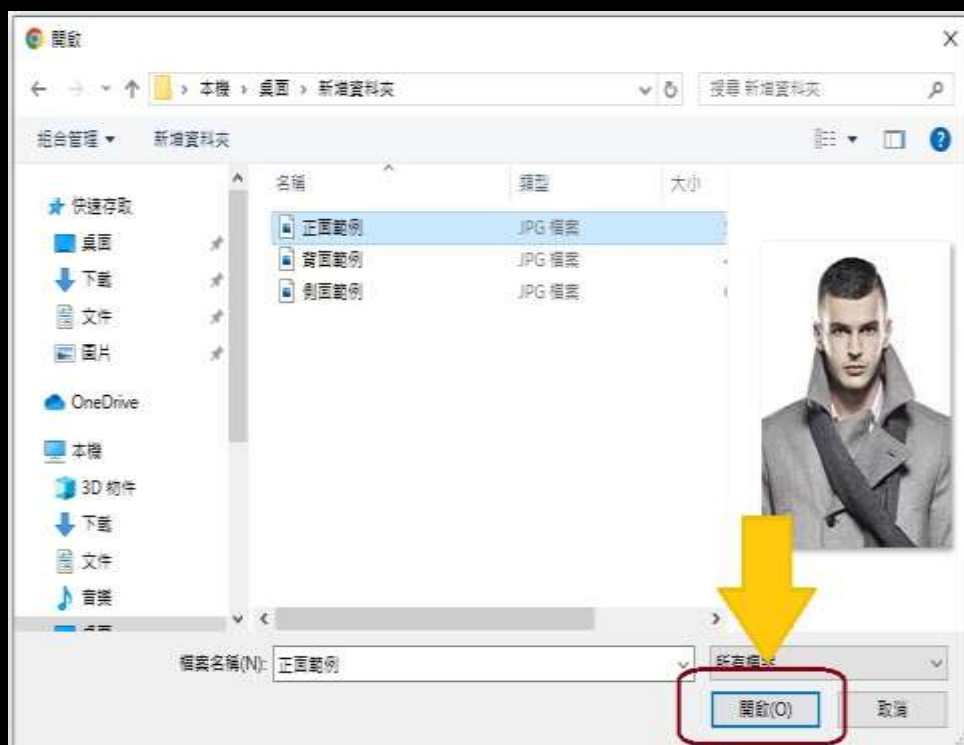 開啟
本機 › 桌面 › 新增資料夾
搜尋 新增資料夾
組合管理
新增資料夾
名稱
類型
大小
快速存取
桌面
下載
文件
圖片
OneDrive
本機
3D 物件
下載
文件
音樂
正面範例 JPG 檔案
背面範例 JPG 檔案
側面範例 JPG 檔案
檔案名稱(N): 正面範例
開啟(O)
取消